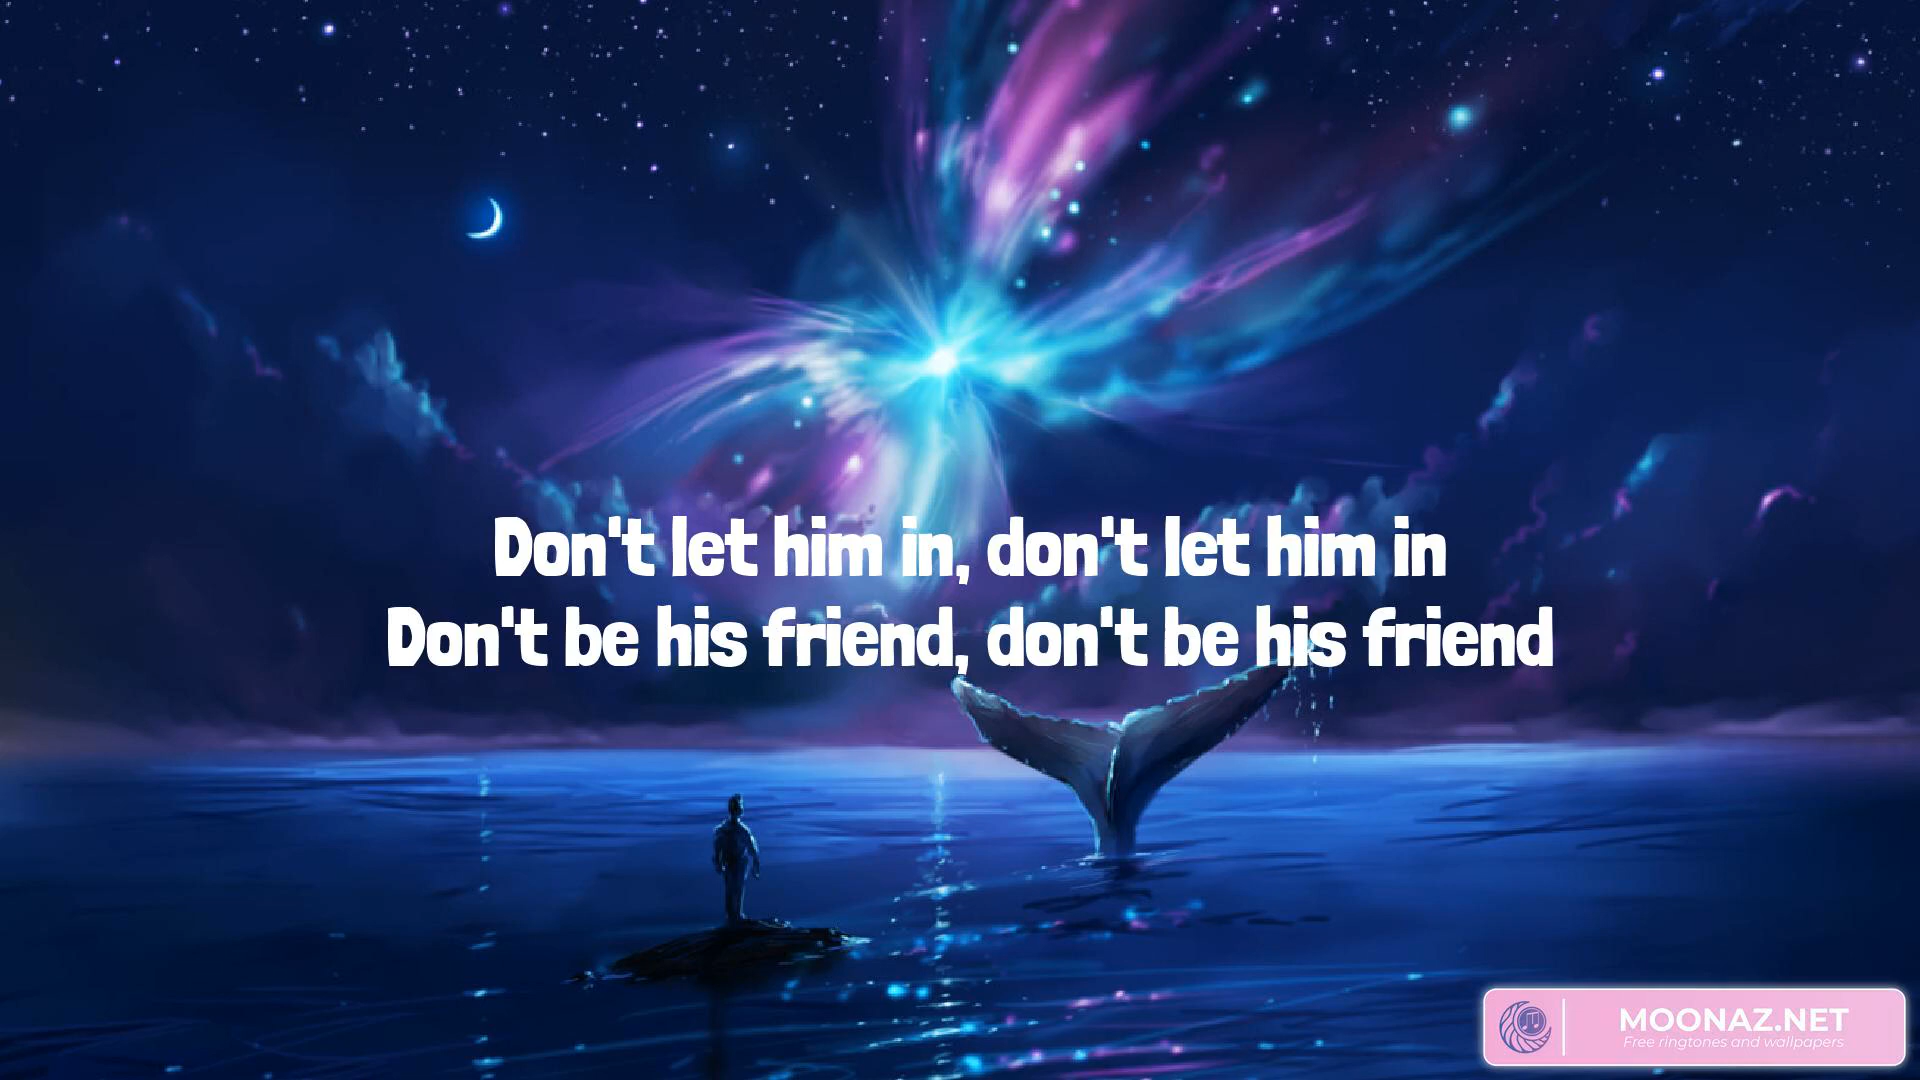 Don't let him in, don't let him in
Don't be his friend, don't be his friend
MOONAZ.NET
Free ringtones and wallpapers